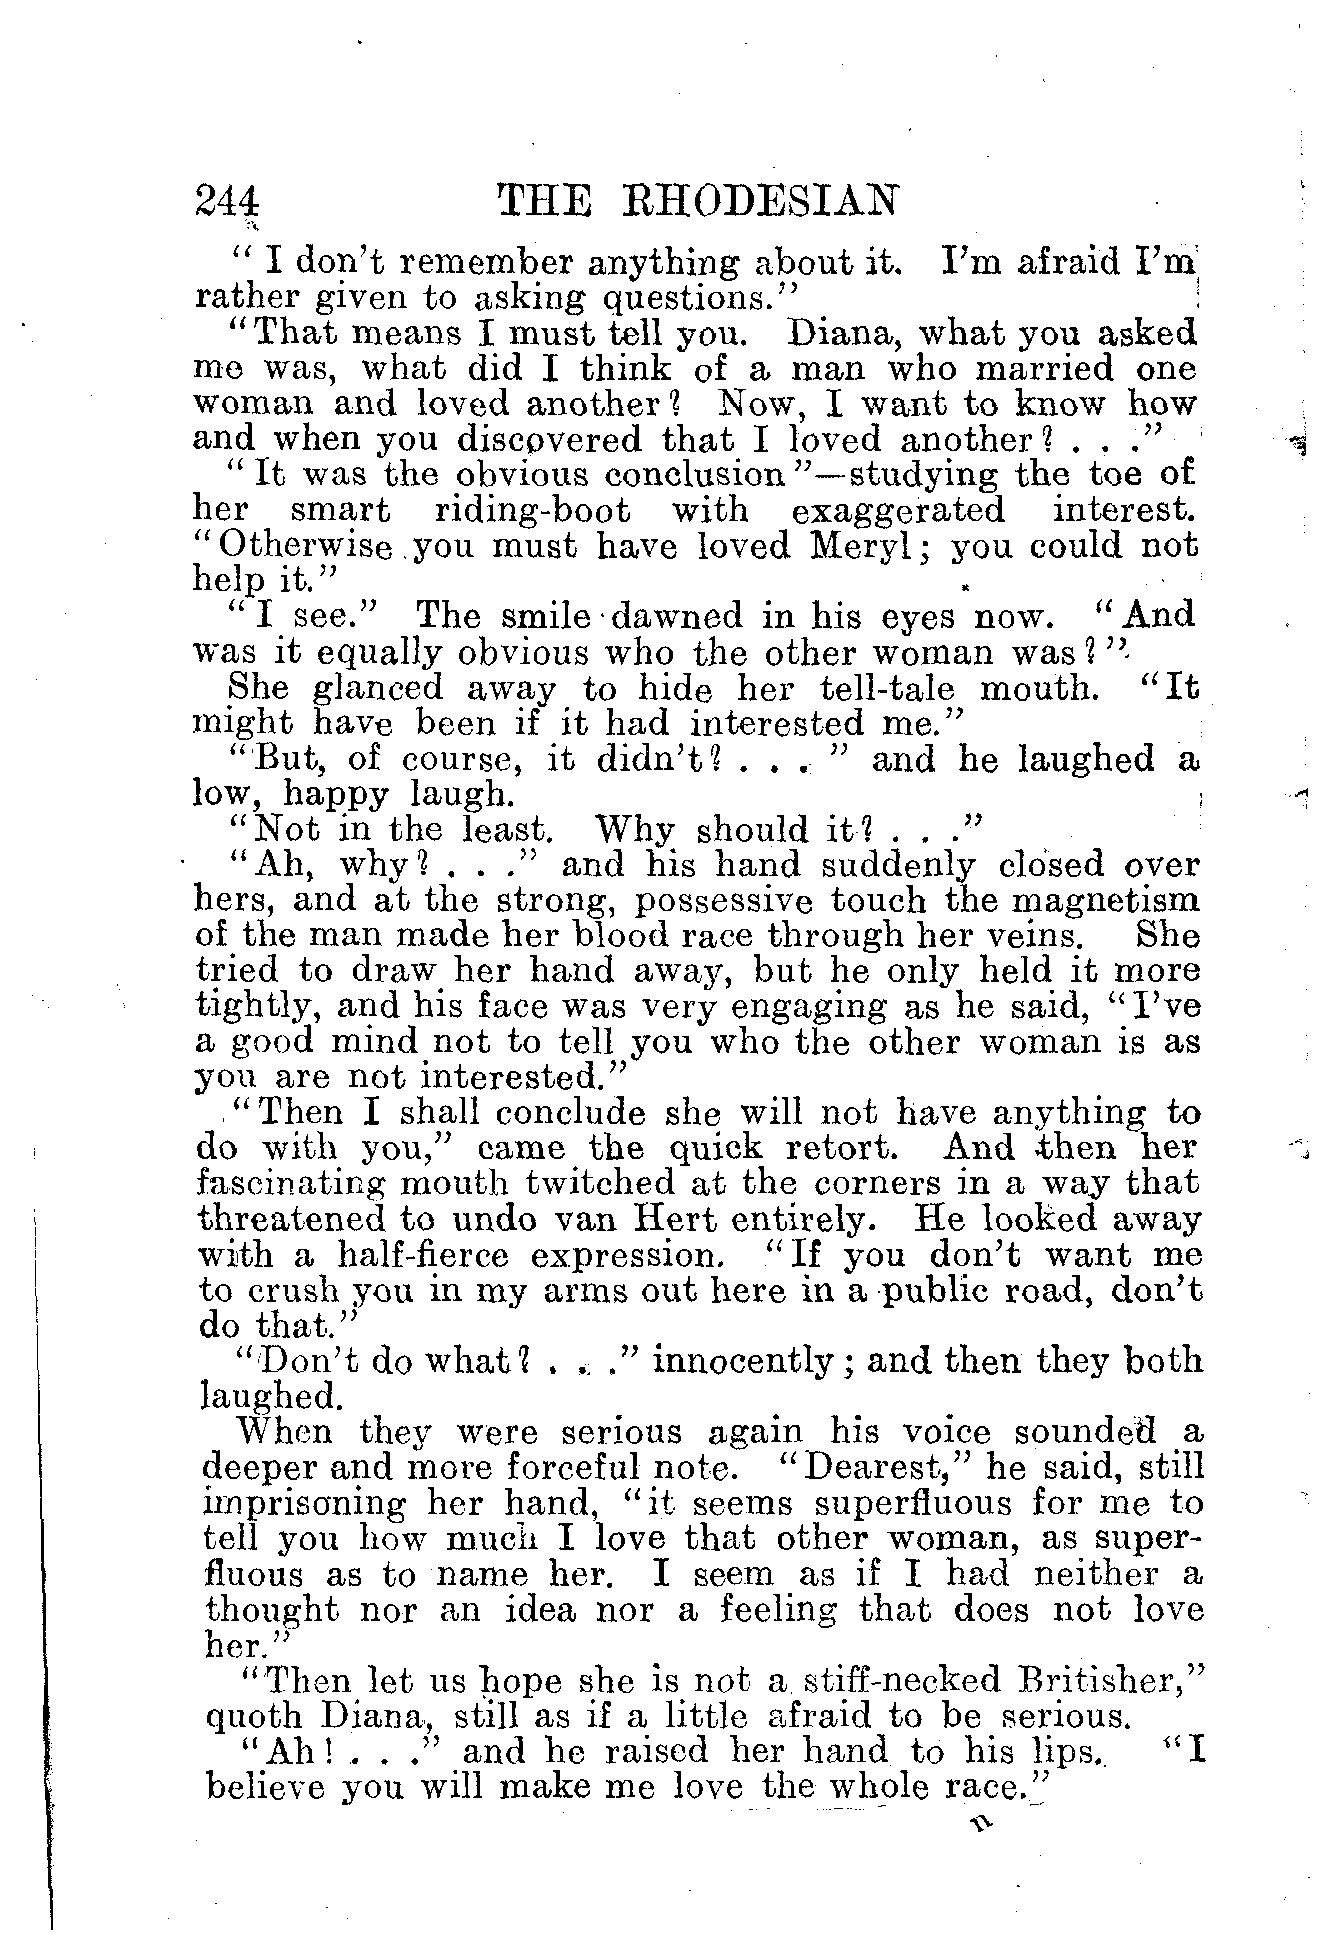 244 THE RHODESIAN
" I don't remember anything about it. I'm afraid I'm
rather given to asking questions."
"That means I must tell you. Diana, what you asked
me was, what did I think of a man who married one
woman and loved another? Now, I want to know how
and when you discovered that I loved another? . . ."
"It was the obvious conclusion"—studying the toe of
her smart riding-boot with exaggerated interest.
"Otherwise you must have loved Meryl; you could not
help it."
"I see." The smile dawned in his eyes now. "And
was it equally obvious who the other woman was?"
She glanced away to hide her tell-tale mouth. "It
might have been if it had interested me."
"But, of course, it didn't? . . . " and he laughed a
low, happy laugh.
"Not in the least. Why should it? . . ."
"Ah, why? . . ." and his hand suddenly closed over
hers, and at the strong, possessive touch the magnetism
of the man made her blood race through her veins. She
tried to draw her hand away, but he only held it more
tightly, and his face was very engaging as he said, "I've
a good mind not to tell you who the other woman is as
you are not interested."
"Then I shall conclude she will not have anything to
do with you," came the quick retort. And then her
fascinating mouth twitched at the corners in a way that
threatened to undo van Hert entirely. He looked away
with a half-fierce expression. "If you don't want me
to crush you in my arms out here in a public road, don't
do that."
"Don't do what? . . ." innocently; and then they both
laughed.
When they were serious again his voice sounded a
deeper and more forceful note. "Dearest," he said, still
imprisoning her hand, "it seems superfluous for me to
tell you how much I love that other woman, as super-
fluous as to name her. I seem as if I had neither a
thought nor an idea nor a feeling that does not love
her."
"Then let us hope she is not a stiff-necked Britisher,"
quoth Diana, still as if a little afraid to be serious.
"Ah! . . ." and he raised her hand to his lips. "I
believe you will make me love the whole race."